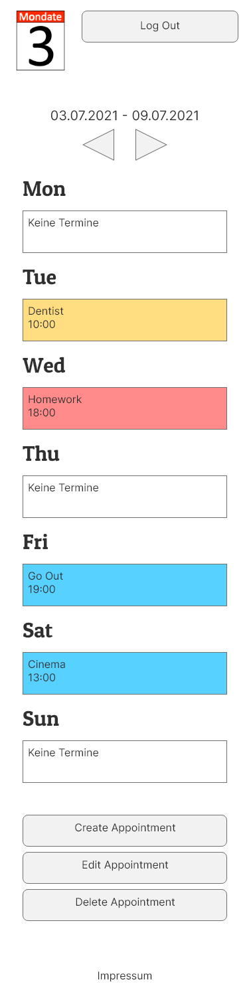 Mondate
3
Log Out
03.07.2021 - 09.07.2021
Mon
Keine Termine
Tue
Dentist
10:00
Wed
Homework
18:00
Thu
Keine Termine
Fri
Go Out
19:00
Sat
Cinema
13:00
Sun
Keine Termine
Create Appointment
Edit Appointment
Delete Appointment
Impressum